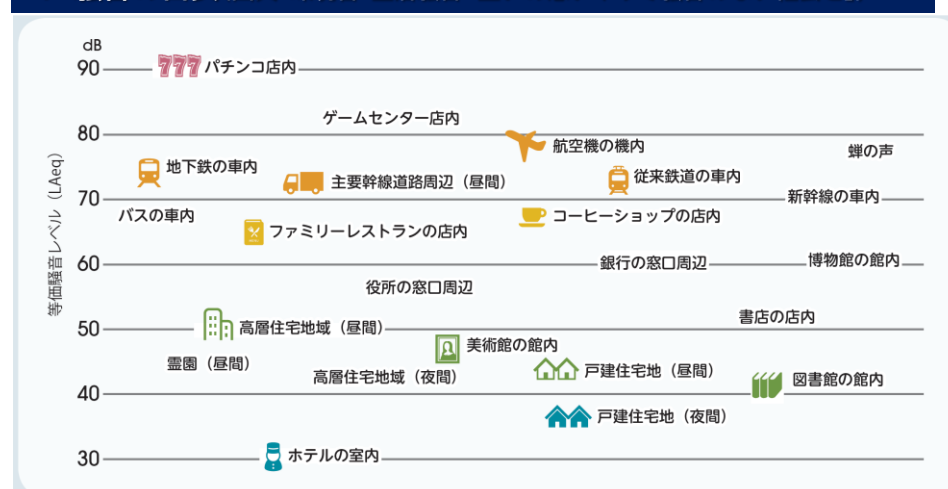 dB
90
777 パチンコ店内
ゲームセンター店内
80
航空機の機内
蝉の声
地下鉄の車内
主要幹線道路周辺（昼間）
従来鉄道の車内
70
新幹線の車内
バスの車内
コーヒーショップの店内
ファミリーレストランの店内
60
銀行の窓口周辺
博物館の館内
役所の窓口周辺
書店の店内
50
高層住宅地域（昼間）
美術館の館内
霊園（昼間）
高層住宅地域（夜間）
戸建住宅地（昼間）
図書館の館内
40
戸建住宅地（夜間）
30
ホテルの室内
等価騒音レベル（LAeq）